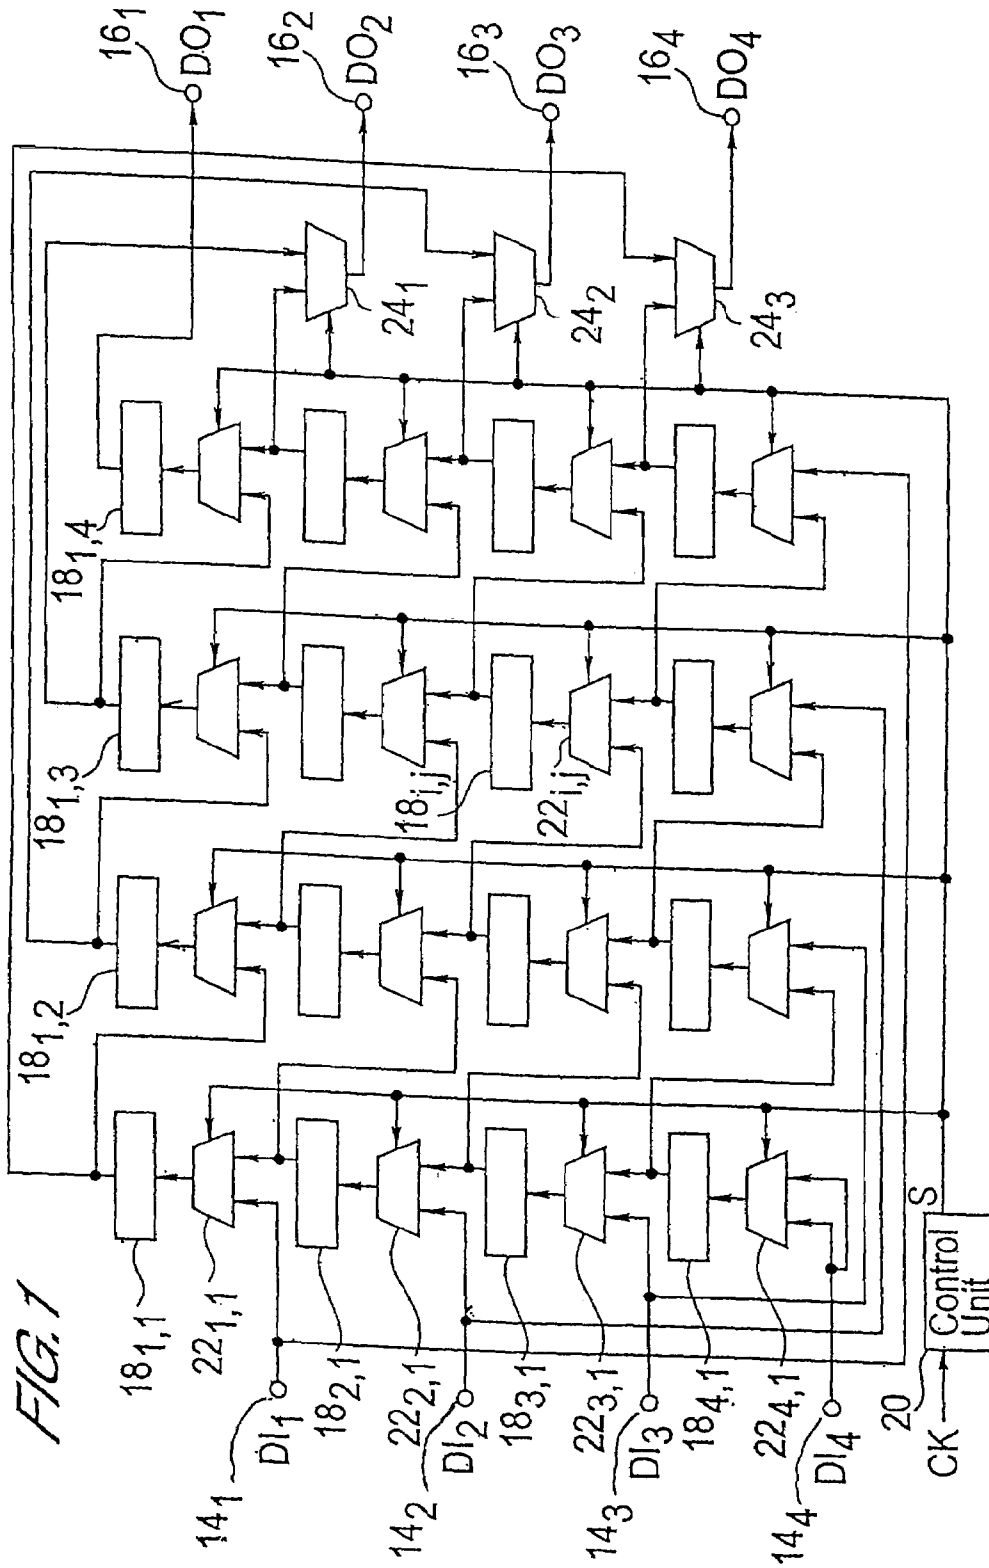 FIG. 1
18₁,₁
22₁,₁
14₁
DI₁
18₂,₁
22₂,₁
14₂
DI₂
18₃,₁
22₃,₁
14₃
DI₃
18₄,₁
22₄,₁
14₄
DI₄
20
CK
Control
Unit
S
18₁,₂
18₁,₃
18ᵢ,ⱼ
22ᵢ,ⱼ
18₁,₄
24₁
24₂
24₃
16₁
DO₁
16₂
DO₂
16₃
DO₃
16₄
DO₄